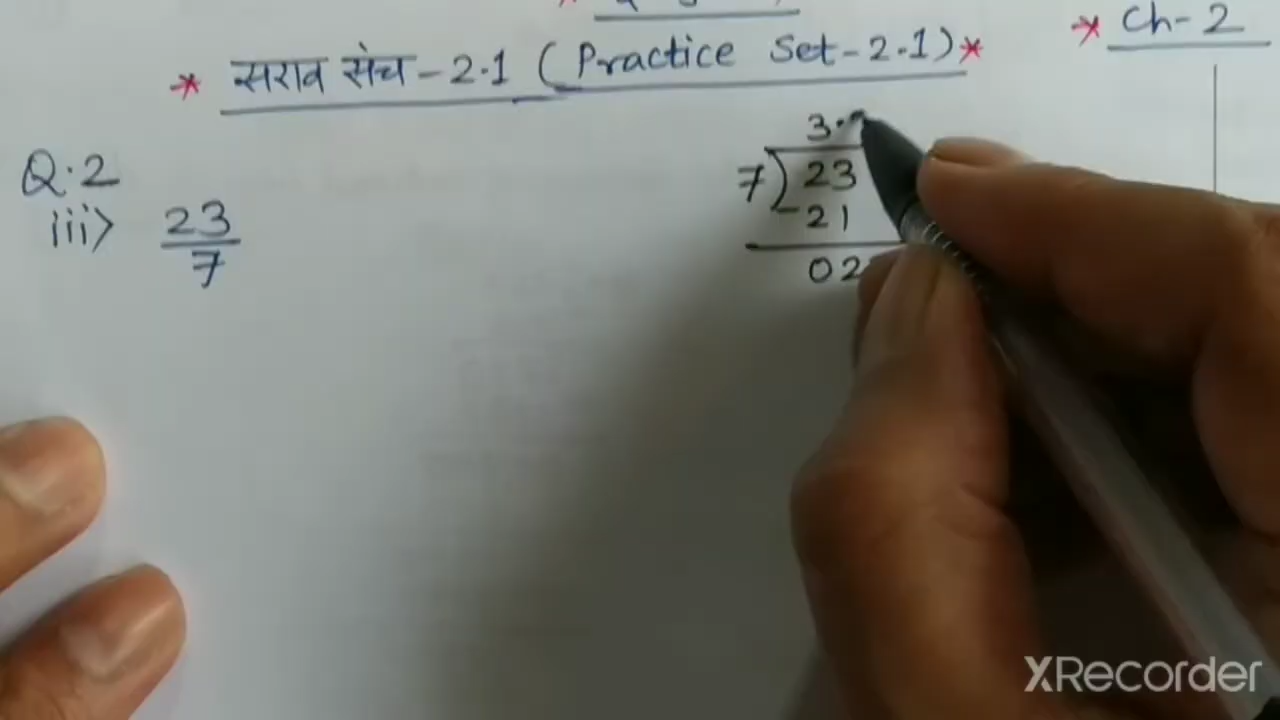 * Ch-2
* सराव संच - 2.1 ( Practice Set - 2.1 ) *
Q.2
iii> 23/7
3.
7 ) 23
- 21
02
XRecorder